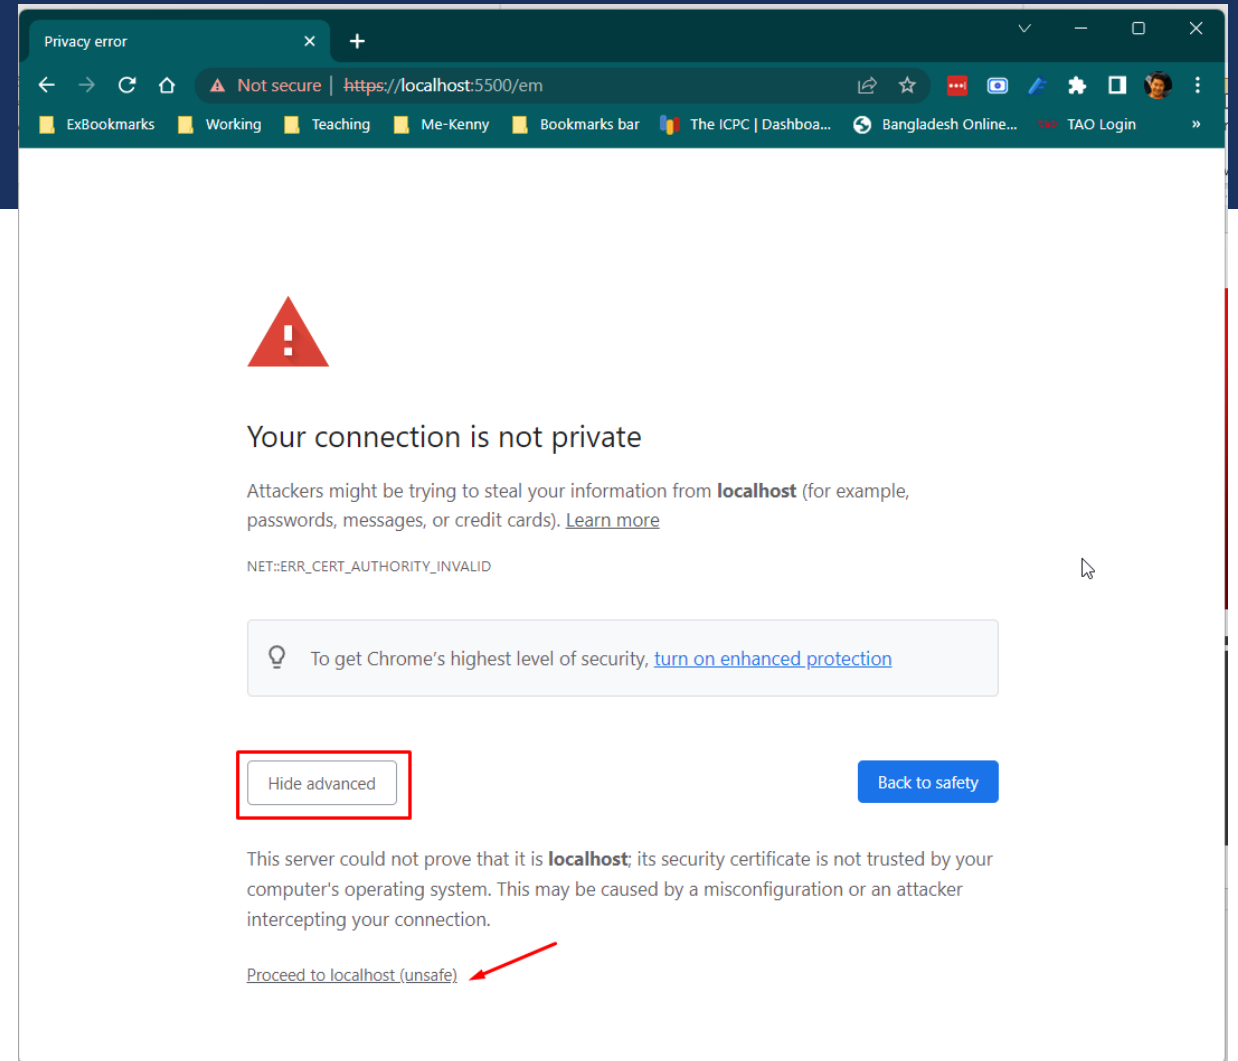 Privacy error
Not secure | https://localhost:5500/em
ExBookmarks Working Teaching Me-Kenny Bookmarks bar The ICPC | Dashboa... Bangladesh Online... TAO TAO Login »
Your connection is not private
Attackers might be trying to steal your information from localhost (for example,
passwords, messages, or credit cards). Learn more
NET::ERR_CERT_AUTHORITY_INVALID
To get Chrome's highest level of security, turn on enhanced protection
Hide advanced
Back to safety
This server could not prove that it is localhost; its security certificate is not trusted by your
computer's operating system. This may be caused by a misconfiguration or an attacker
intercepting your connection.
Proceed to localhost (unsafe)